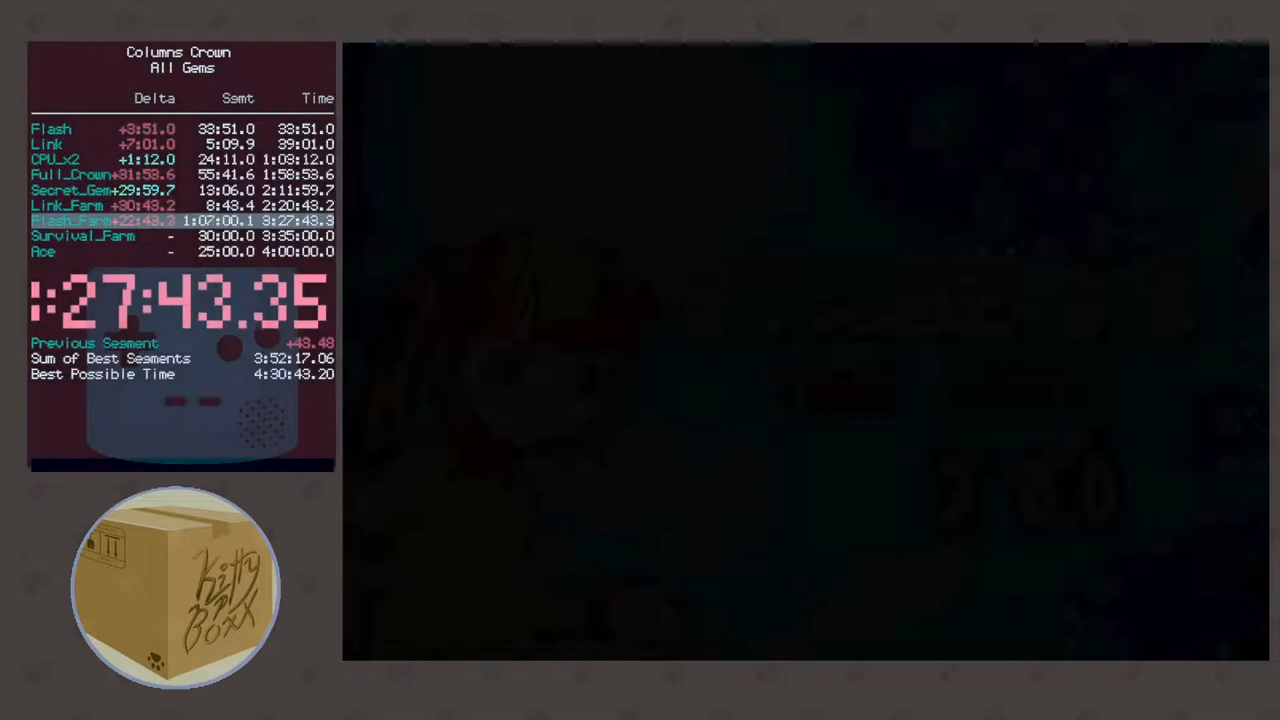 Columns Crown
All Gems
Delta Sgmt Time
Flash +3:51.0 33:51.0 33:51.0
Link +7:01.0 5:09.9 39:01.0
CPU_x2 +1:12.0 24:11.0 1:03:12.0
Full_Crown+31:53.6 55:41.6 1:58:53.6
Secret_Gem+29:59.7 13:06.0 2:11:59.7
Link_Farm +30:43.2 8:43.4 2:20:43.2
Flash_Farm+22:43.3 1:07:00.1 3:27:43.3
Survival_Farm - 30:00.0 3:35:00.0
Ace - 25:00.0 4:00:00.0
:27:43.35
Previous Segment +43.48
Sum of Best Segments 3:52:17.06
Best Possible Time 4:30:43.20
Kitty
BoxX